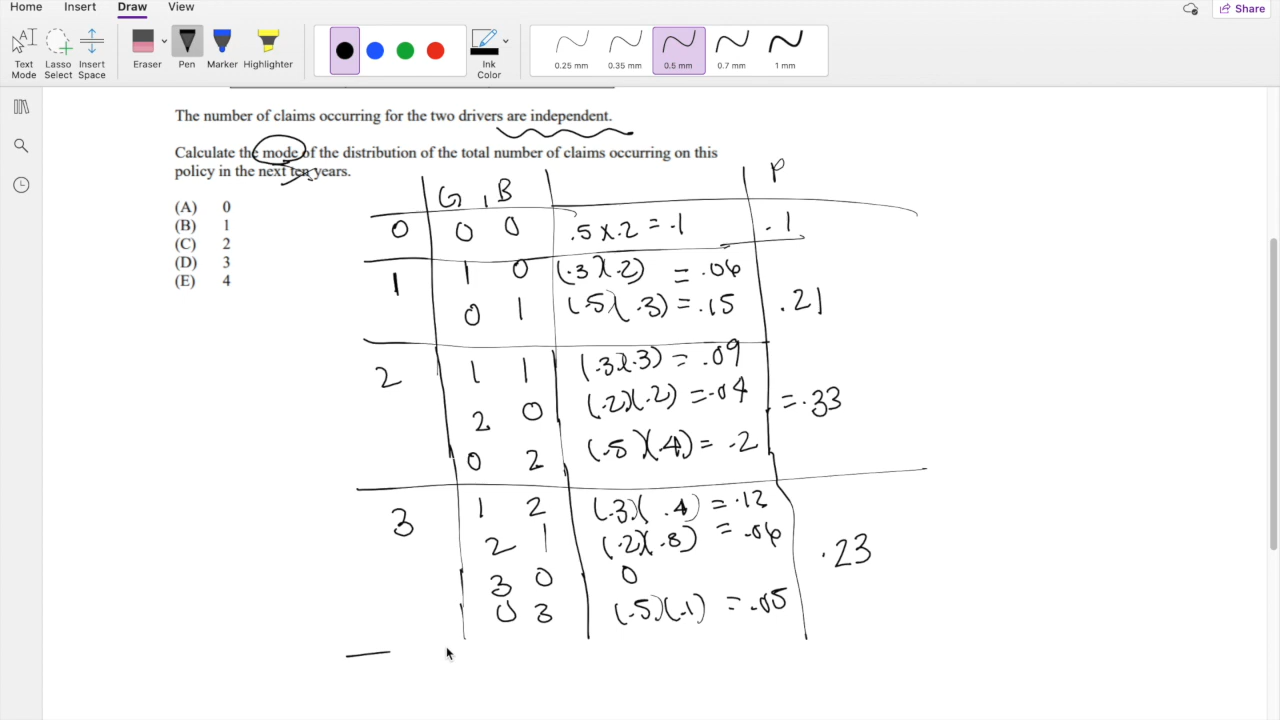 Home Insert Draw View
Share
Text Mode
Lasso Select
Insert Space
Eraser
Pen
Marker
Highlighter
Ink Color
0.25 mm
0.35 mm
0.5 mm
0.7 mm
1 mm
The number of claims occurring for the two drivers are independent.
Calculate the mode of the distribution of the total number of claims occurring on this
policy in the next ten years.
(A) 0
(B) 1
(C) 2
(D) 3
(E) 4
G , B P
0 0 0 .5 x .2 = .1 .1
1 1 0 (.3)(.2) = .06
0 1 (.5)(.3) = .15 .21
2 1 1 (.3)(.3) = .09
2 0 (.2)(.2) = .04 = .33
0 2 (.5)(.4) = .2
3 1 2 (.3)(.4) = .12
2 1 (.2)(.3) = .06 .23
3 0 0
0 3 (.5)(.1) = .05